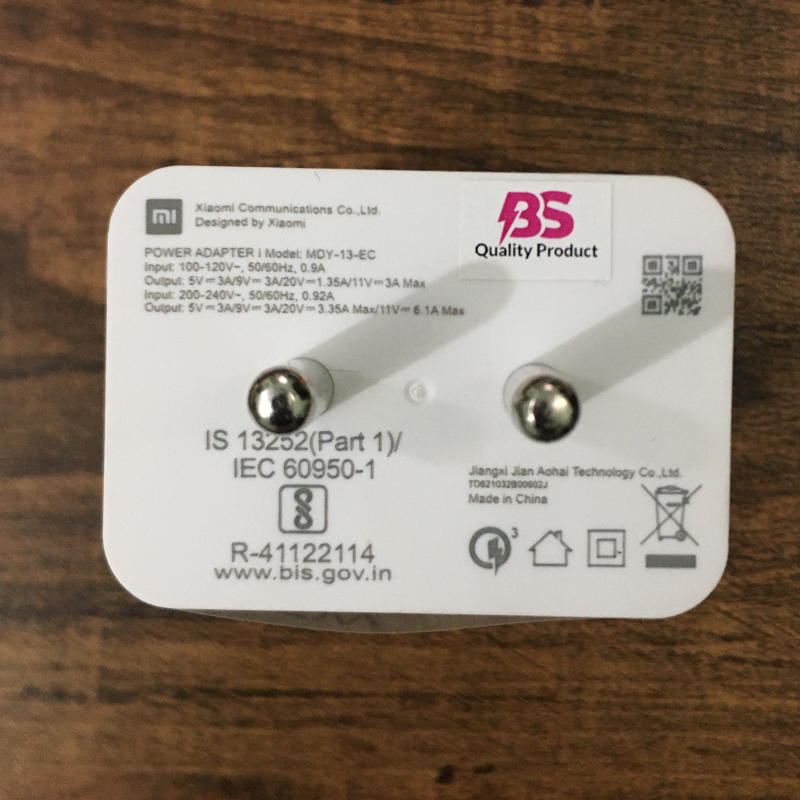 mi
Xiaomi Communications Co.,Ltd.
Designed by Xiaomi
BS
Quality Product
POWER ADAPTER | Model: MDY-13-EC
Input: 100-120V~, 50/60Hz, 0.9A
Output: 5V⎓3A/9V⎓3A/20V⎓1.35A/11V⎓3A Max
Input: 200-240V~, 50/60Hz, 0.92A
Output: 5V⎓3A/9V⎓3A/20V⎓3.35A Max/11V⎓6.1A Max
IS 13252(Part 1)/
IEC 60950-1
R-41122114
www.bis.gov.in
Jiangxi Jian Aohai Technology Co.,Ltd.
TD621032B00602J
Made in China
3